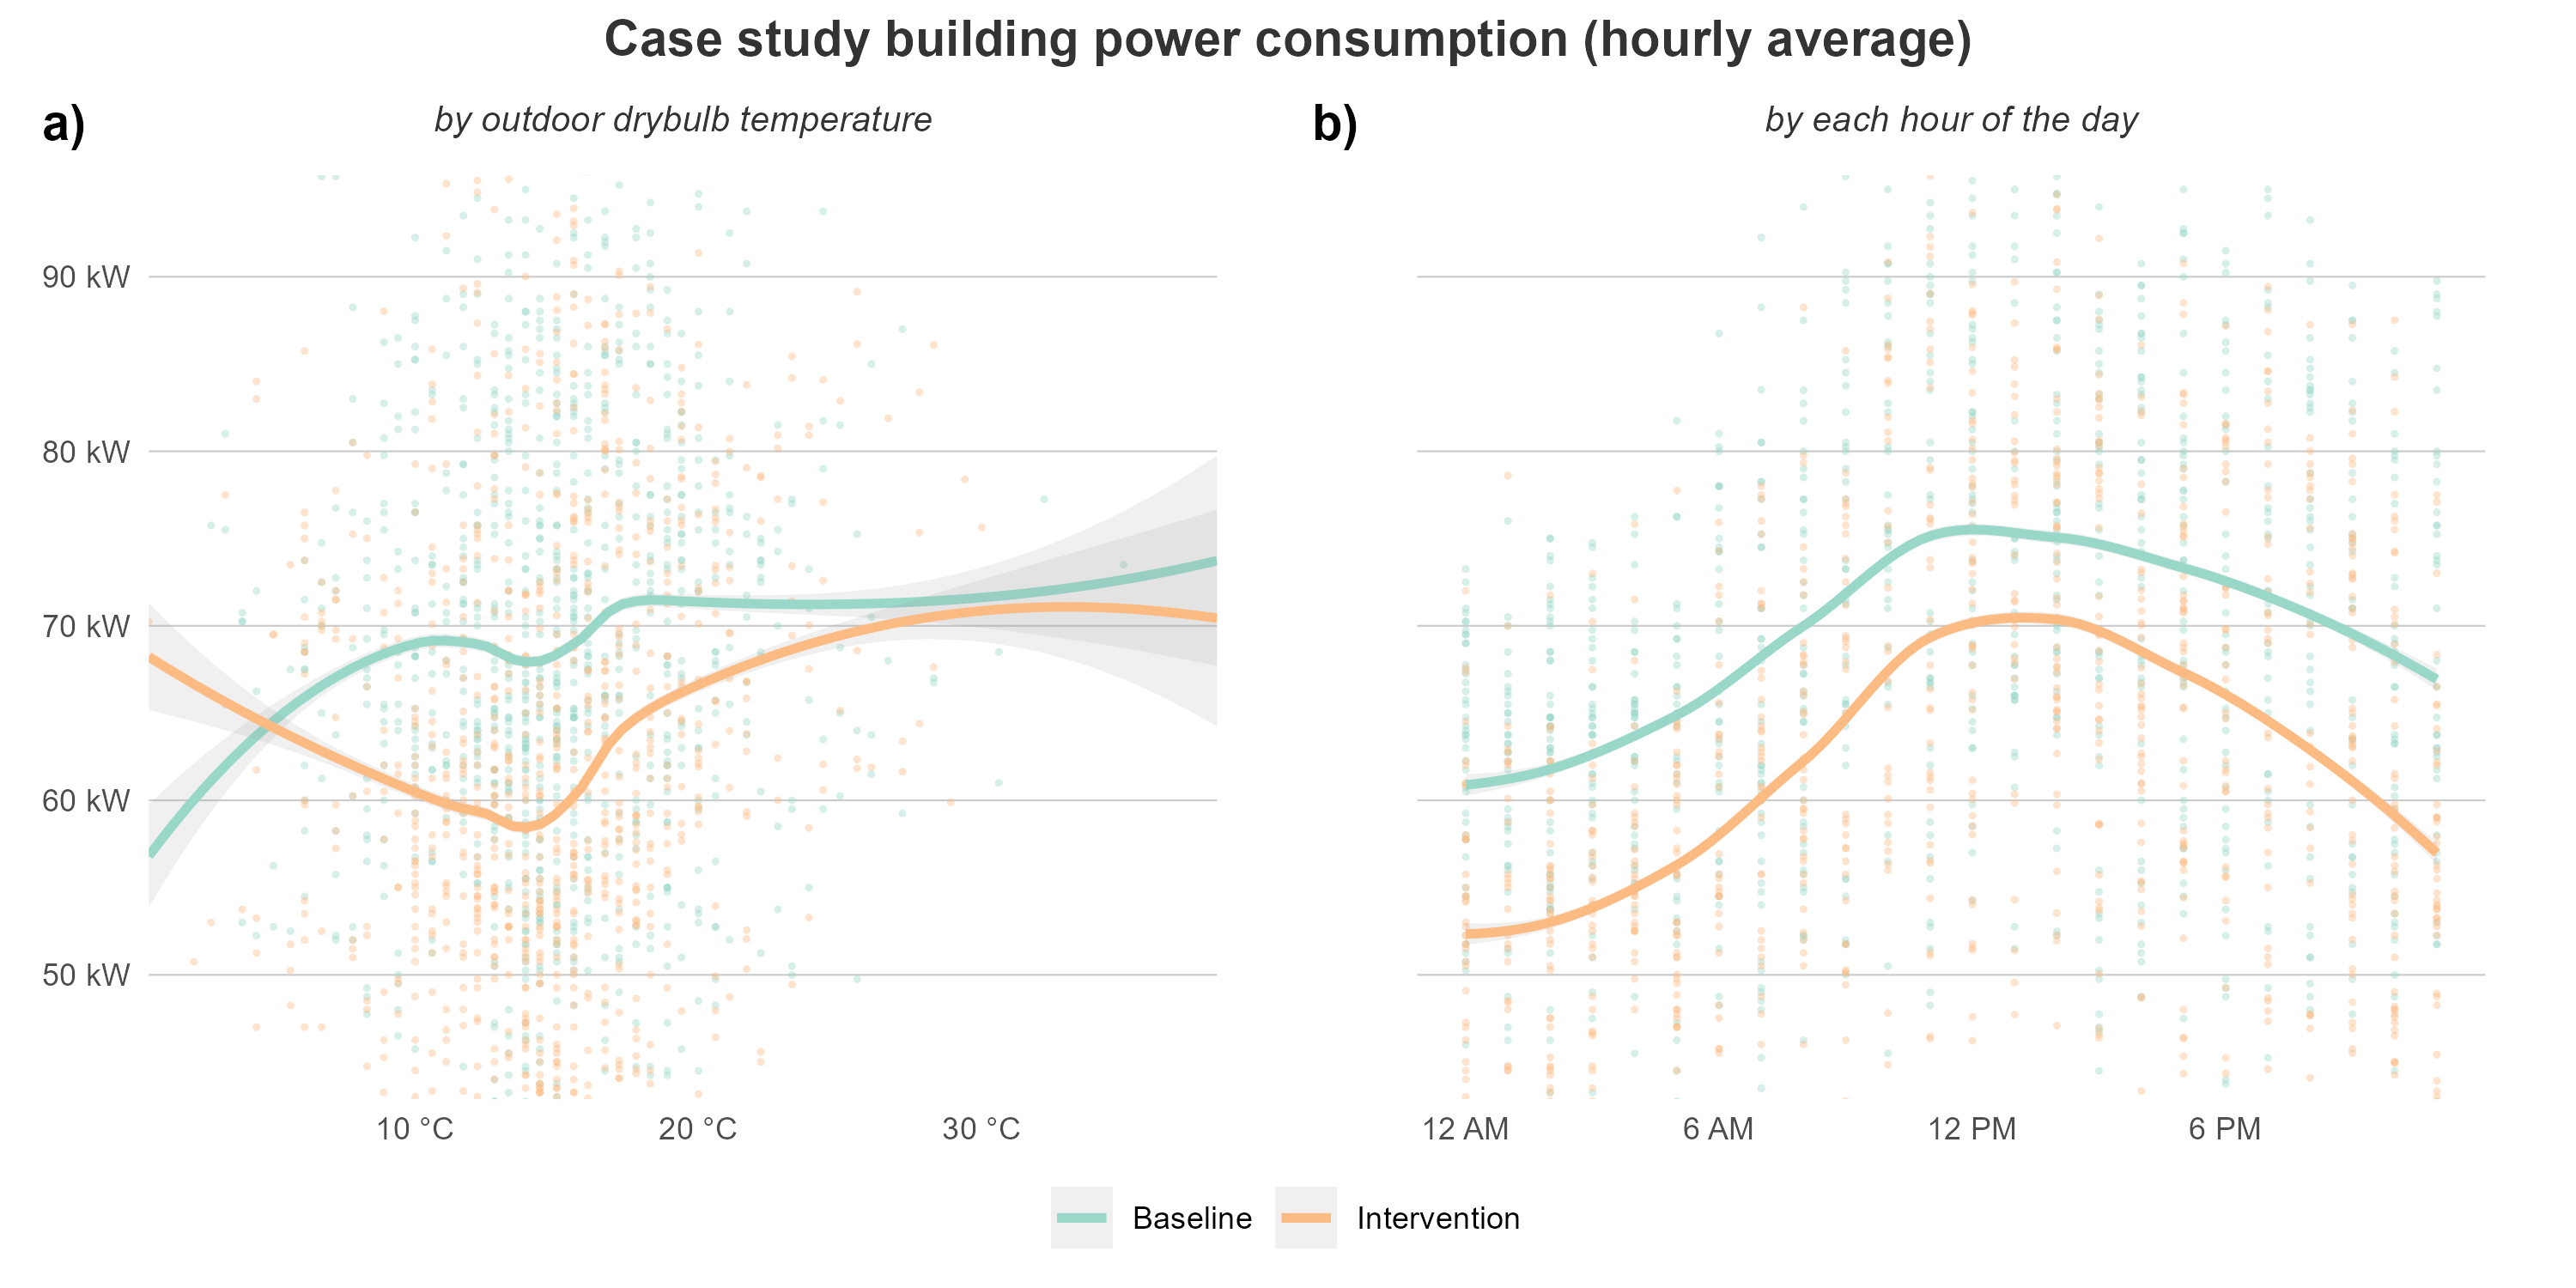 Case study building power consumption (hourly average)
a)
by outdoor drybulb temperature
90 kW
80 kW
70 kW
60 kW
50 kW
10 °C 20 °C 30 °C
b)
by each hour of the day
12 AM 6 AM 12 PM 6 PM
Baseline Intervention